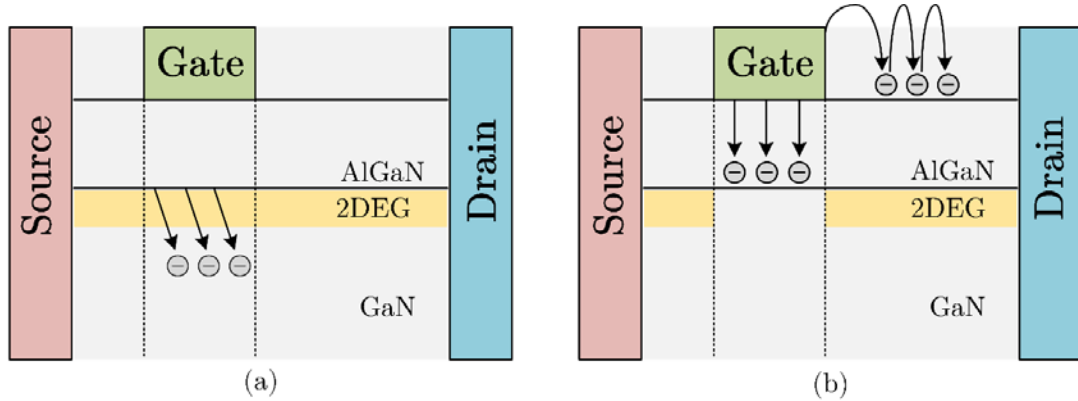 Source
Gate
AlGaN
2DEG
GaN
Drain
(a)
Source
Gate
AlGaN
2DEG
GaN
Drain
(b)